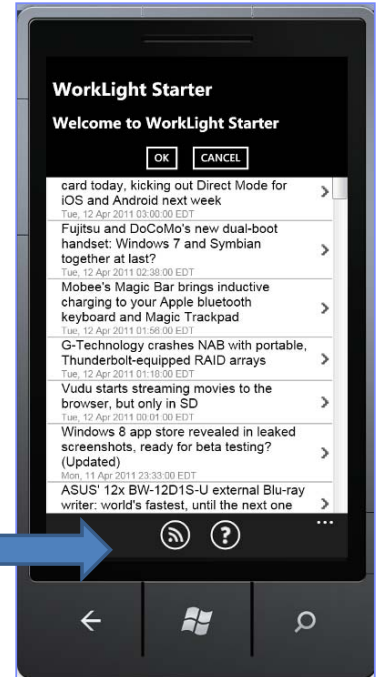 WorkLight Starter
Welcome to WorkLight Starter
OK CANCEL
card today, kicking out Direct Mode for
iOS and Android next week
Tue, 12 Apr 2011 03:00:00 EDT
Fujitsu and DoCoMo's new dual-boot
handset: Windows 7 and Symbian
together at last?
Tue, 12 Apr 2011 02:38:00 EDT
Mobee's Magic Bar brings inductive
charging to your Apple bluetooth
keyboard and Magic Trackpad
Tue, 12 Apr 2011 01:56:00 EDT
G-Technology crashes NAB with portable,
Thunderbolt-equipped RAID arrays
Tue, 12 Apr 2011 01:18:00 EDT
Vudu starts streaming movies to the
browser, but only in SD
Tue, 12 Apr 2011 00:01:00 EDT
Windows 8 app store revealed in leaked
screenshots, ready for beta testing?
(Updated)
Mon, 11 Apr 2011 23:33:00 EDT
ASUS' 12x BW-12D1S-U external Blu-ray
writer: world's fastest, until the next one
?
...